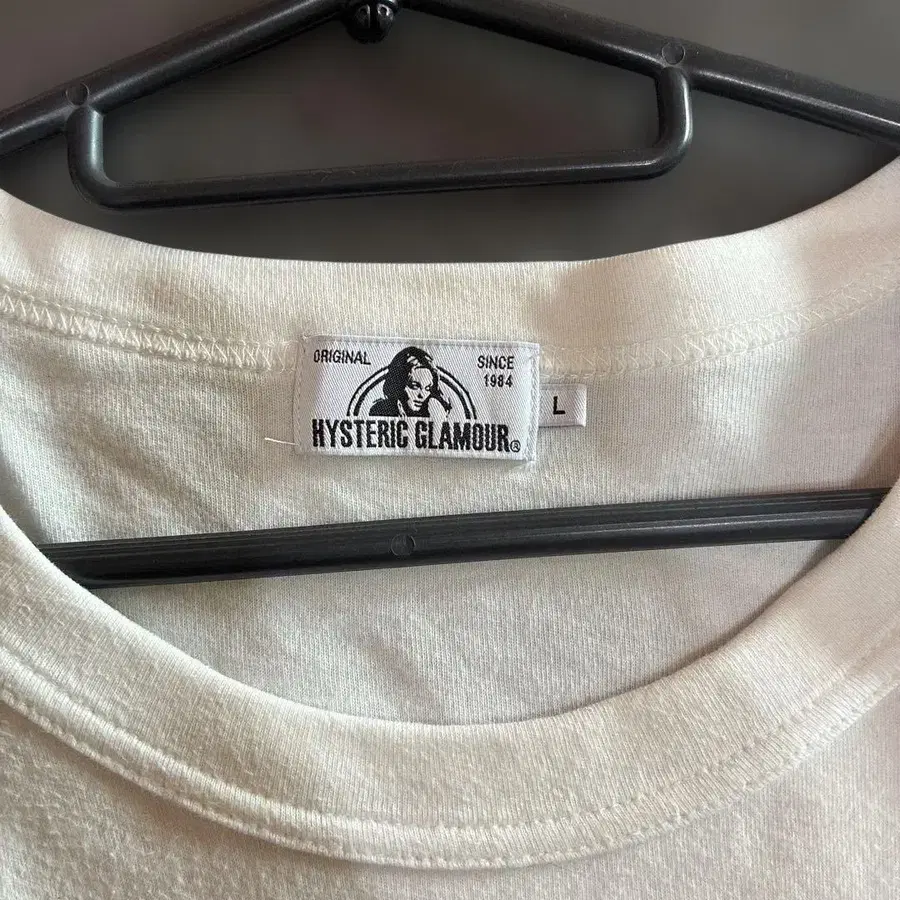 ORIGINAL
SINCE
1984
HYSTERIC GLAMOUR®
L